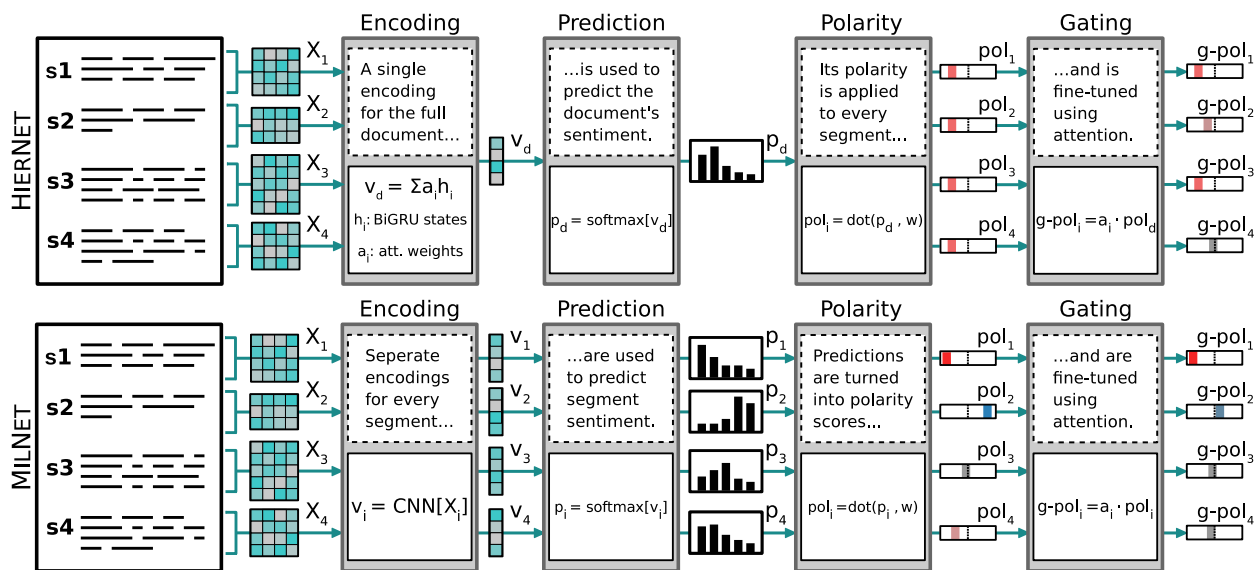 HIERNET
s1
s2
s3
s4
X1
X2
X3
X4
Encoding
A single
encoding
for the full
document...
v_d = Σa_i h_i
h_i: BiGRU states
a_i: att. weights
v_d
Prediction
...is used to
predict the
document's
sentiment.
p_d = softmax[v_d]
p_d
Polarity
Its polarity
is applied
to every
segment...
pol_i = dot(p_d , w)
pol1
pol2
pol3
pol4
Gating
...and is
fine-tuned
using
attention.
g-pol_i = a_i · pol_d
g-pol1
g-pol2
g-pol3
g-pol4
MILNET
s1
s2
s3
s4
X1
X2
X3
X4
Encoding
Seperate
encodings
for every
segment...
v_i = CNN[X_i]
v1
v2
v3
v4
Prediction
...are used
to predict
segment
sentiment.
p_i = softmax[v_i]
p1
p2
p3
p4
Polarity
Predictions
are turned
into polarity
scores...
pol_i = dot(p_i , w)
pol1
pol2
pol3
pol4
Gating
...and are
fine-tuned
using
attention.
g-pol_i = a_i · pol_i
g-pol1
g-pol2
g-pol3
g-pol4